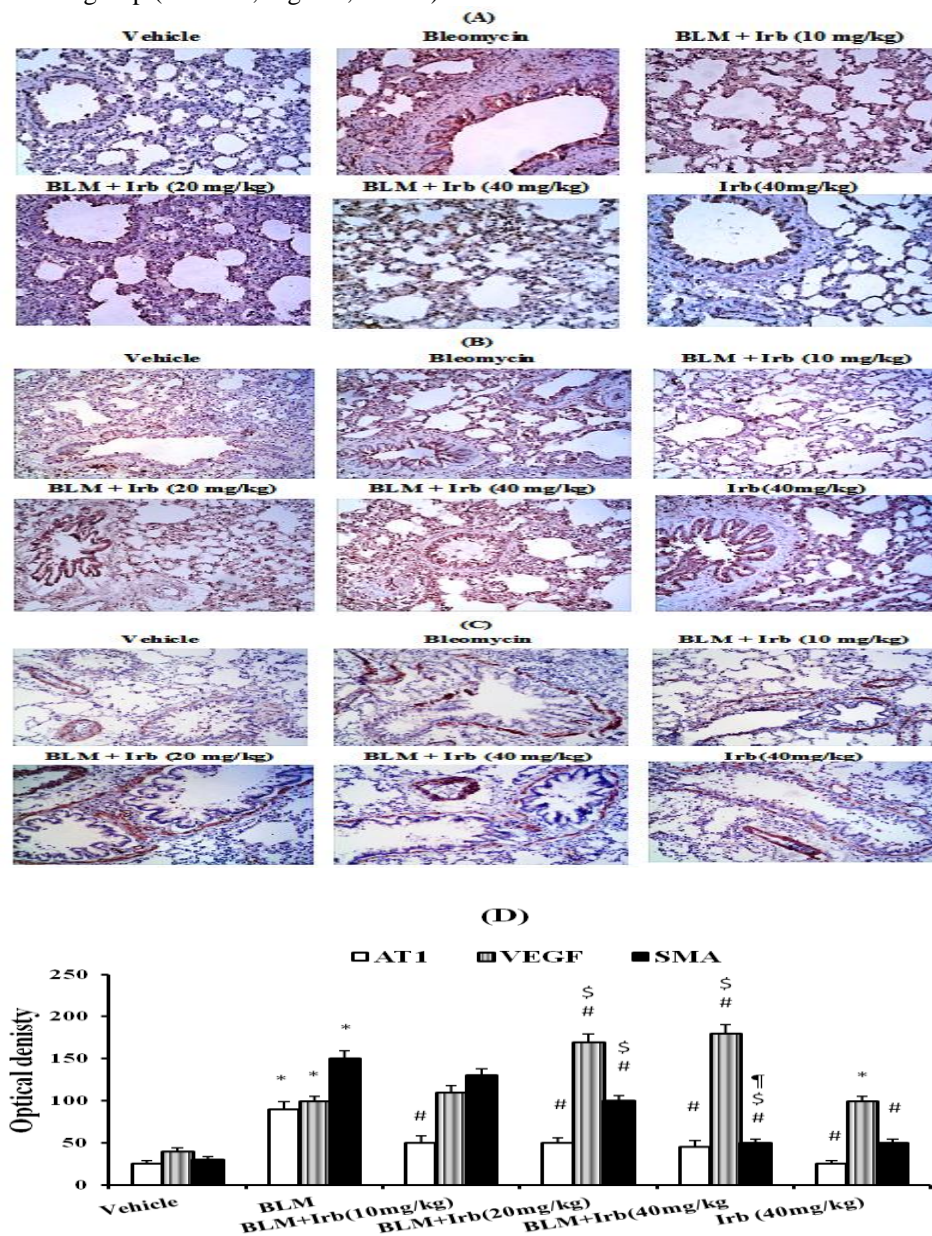 (A)
Vehicle Bleomycin BLM + Irb (10 mg/kg)
BLM + Irb (20 mg/kg) BLM + Irb (40 mg/kg) Irb(40mg/kg)
(B)
Vehicle Bleomycin BLM + Irb (10 mg/kg)
BLM + Irb (20 mg/kg) BLM + Irb (40 mg/kg) Irb(40mg/kg)
(C)
Vehicle Bleomycin BLM + Irb (10 mg/kg)
BLM + Irb (20 mg/kg) BLM + Irb (40 mg/kg) Irb(40mg/kg)
(D)
AT1 VEGF SMA
Optical denisty
250
200
150
100
50
0
* * *
#
# $ # $ #
# $ # ¶ $ #
# * #
Vehicle
BLM
BLM+Irb(10mg/kg)
BLM+Irb(20mg/kg)
BLM+Irb(40mg/kg
Irb (40mg/kg)